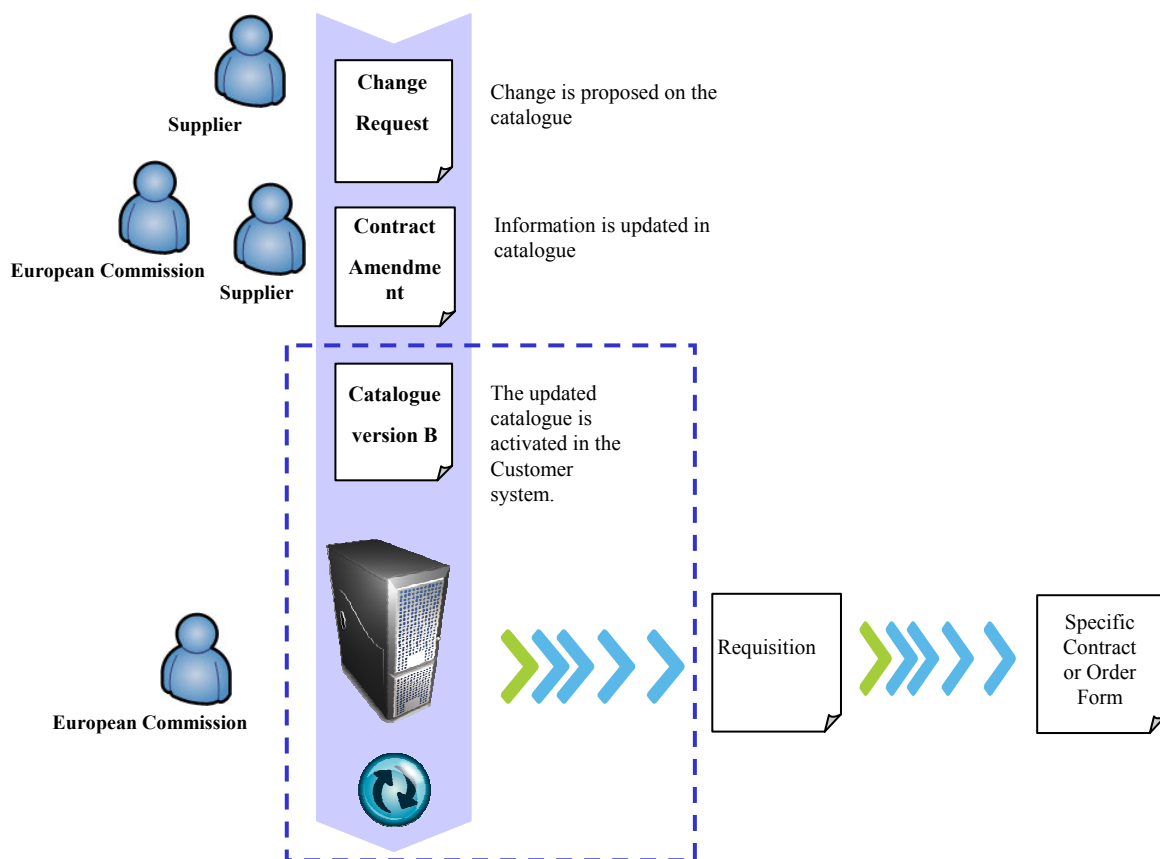 Supplier
Change
Request
Change is proposed on the
catalogue
European Commission
Supplier
Contract
Amendme
nt
Information is updated in
catalogue
Catalogue
version B
The updated
catalogue is
activated in the
Customer
system.
European Commission
Requisition
Specific
Contract
or Order
Form